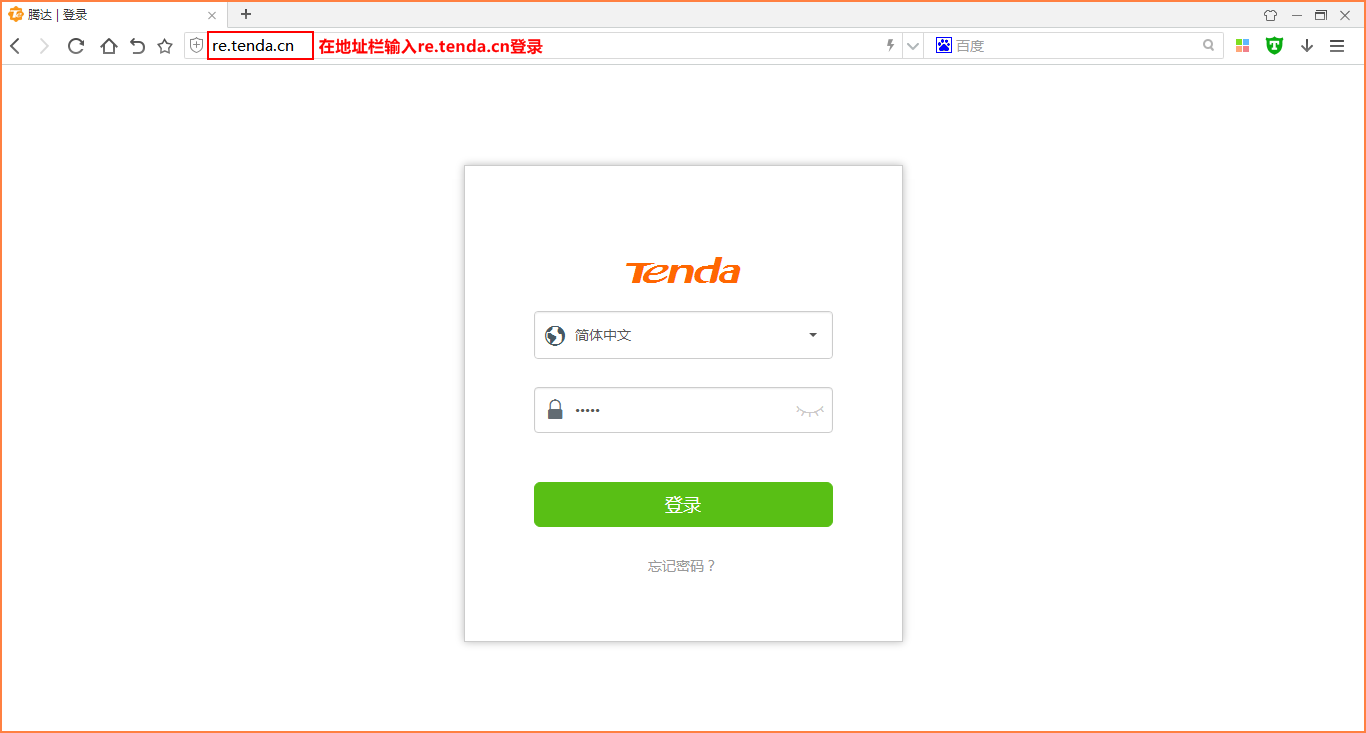 腾达 | 登录
re.tenda.cn 在地址栏输入re.tenda.cn登录
百度
Tenda
简体中文
•••••
登录
忘记密码？